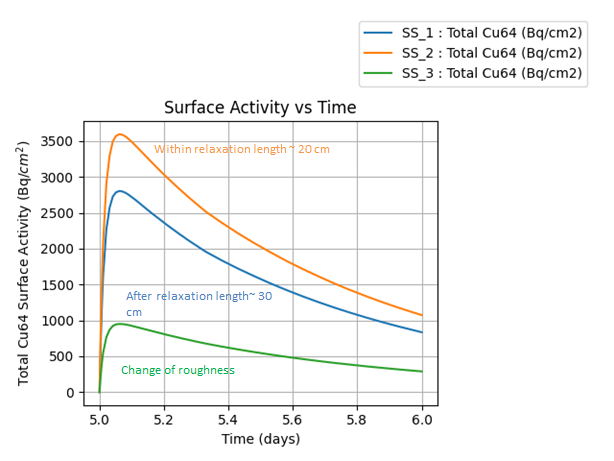 SS_1 : Total Cu64 (Bq/cm2)
SS_2 : Total Cu64 (Bq/cm2)
SS_3 : Total Cu64 (Bq/cm2)
Surface Activity vs Time
Total Cu64 Surface Activity (Bq/cm²)
3500
3000
2500
2000
1500
1000
500
0
Within relaxation length ~ 20 cm
After relaxation length~ 30
cm
Change of roughness
5.0 5.2 5.4 5.6 5.8 6.0
Time (days)